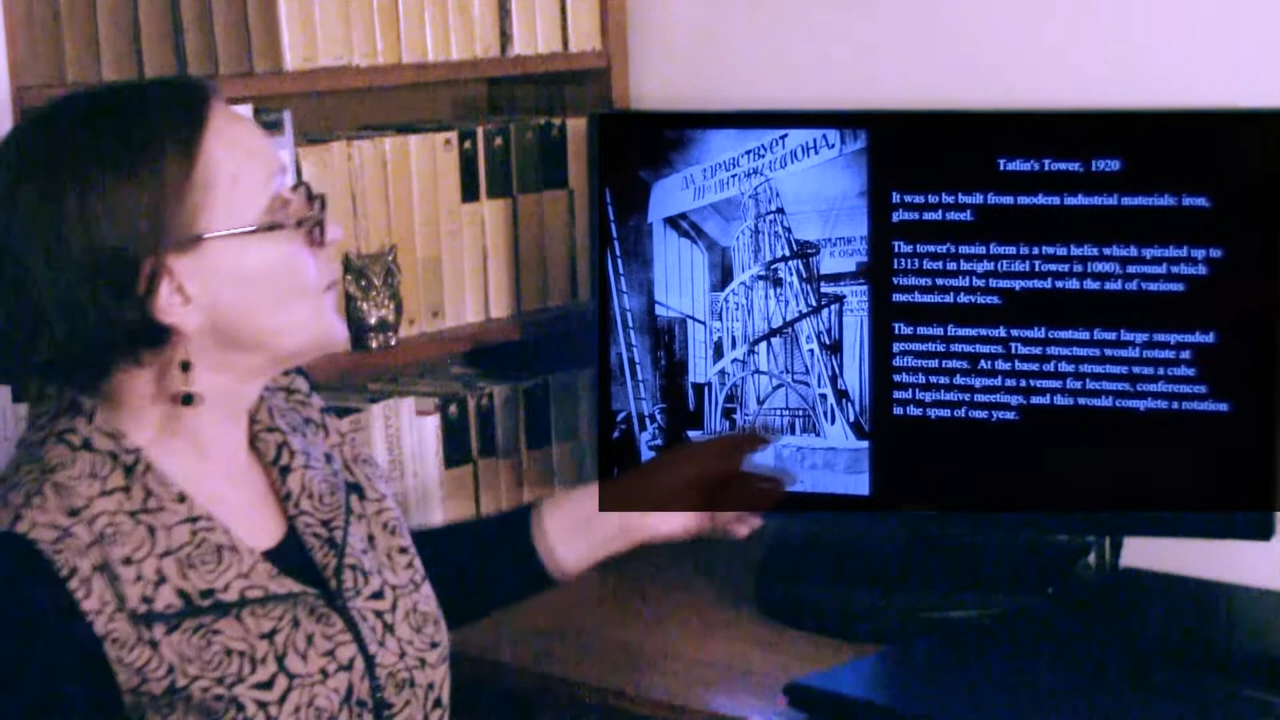 ДА ЗДРАВСТВУЕТ
III И ИНТЕРНАЦИОНАЛ
К ОБРАЗ
Tatlin's Tower, 1920
It was to be built from modern industrial materials: iron,
glass and steel.
The tower's main form is a twin helix which spiraled up to
1313 feet in height (Eifel Tower is 1000), around which
visitors would be transported with the aid of various
mechanical devices.
The main framework would contain four large suspended
geometric structures. These structures would rotate at
different rates. At the base of the structure was a cube
which was designed as a venue for lectures, conferences
and legislative meetings, and this would complete a rotation
in the span of one year.